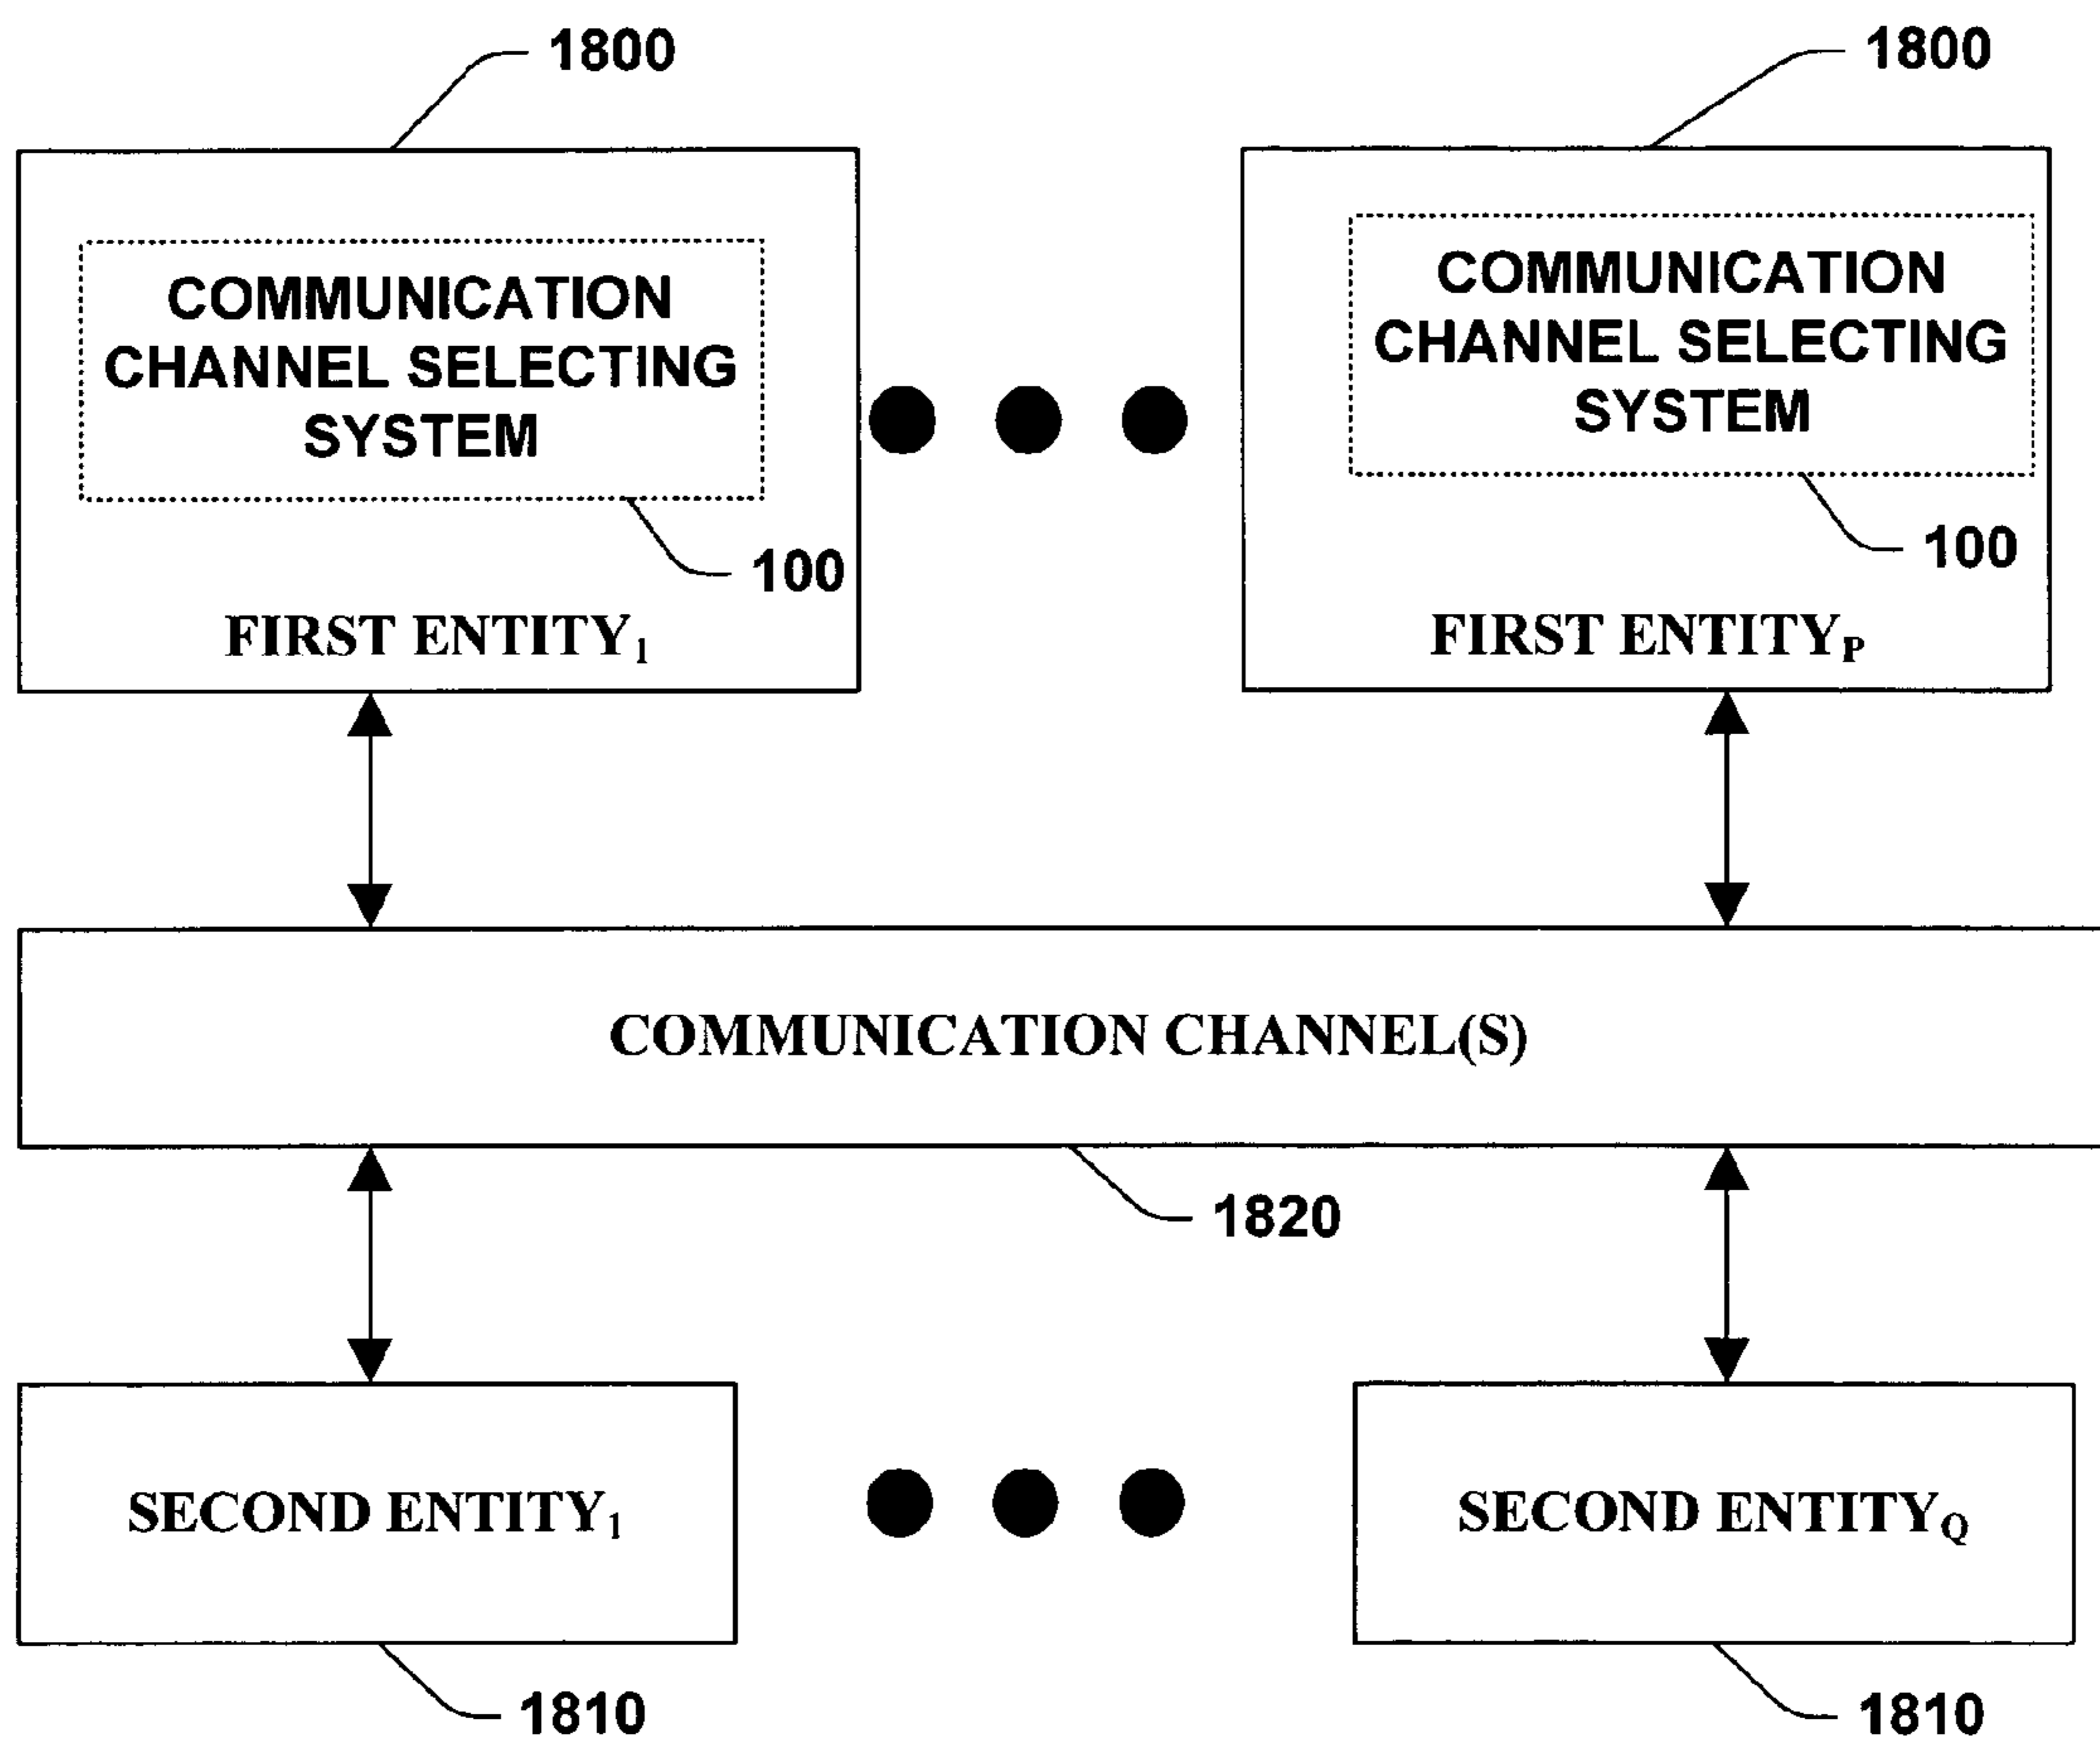 1800
1800
COMMUNICATION
CHANNEL SELECTING
SYSTEM
100
FIRST ENTITY1
COMMUNICATION
CHANNEL SELECTING
SYSTEM
100
FIRST ENTITYP
COMMUNICATION CHANNEL(S)
1820
SECOND ENTITY1
SECOND ENTITYQ
1810
1810